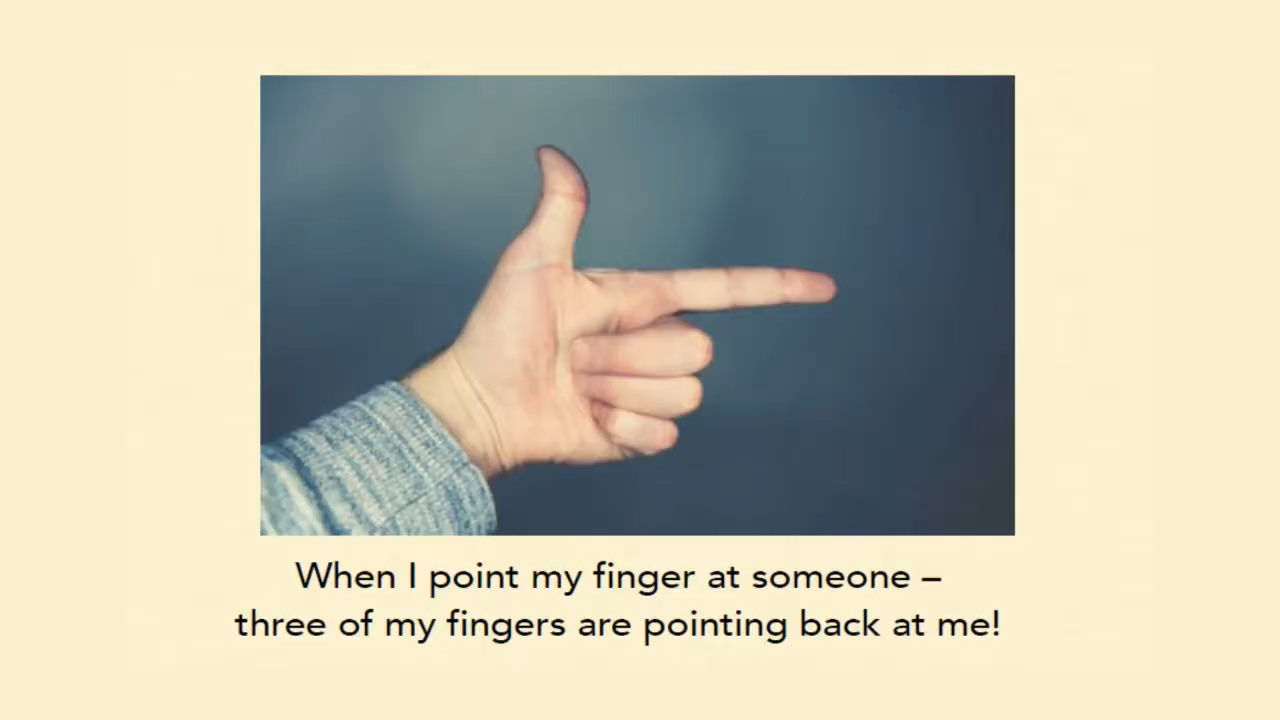 When I point my finger at someone –
three of my fingers are pointing back at me!